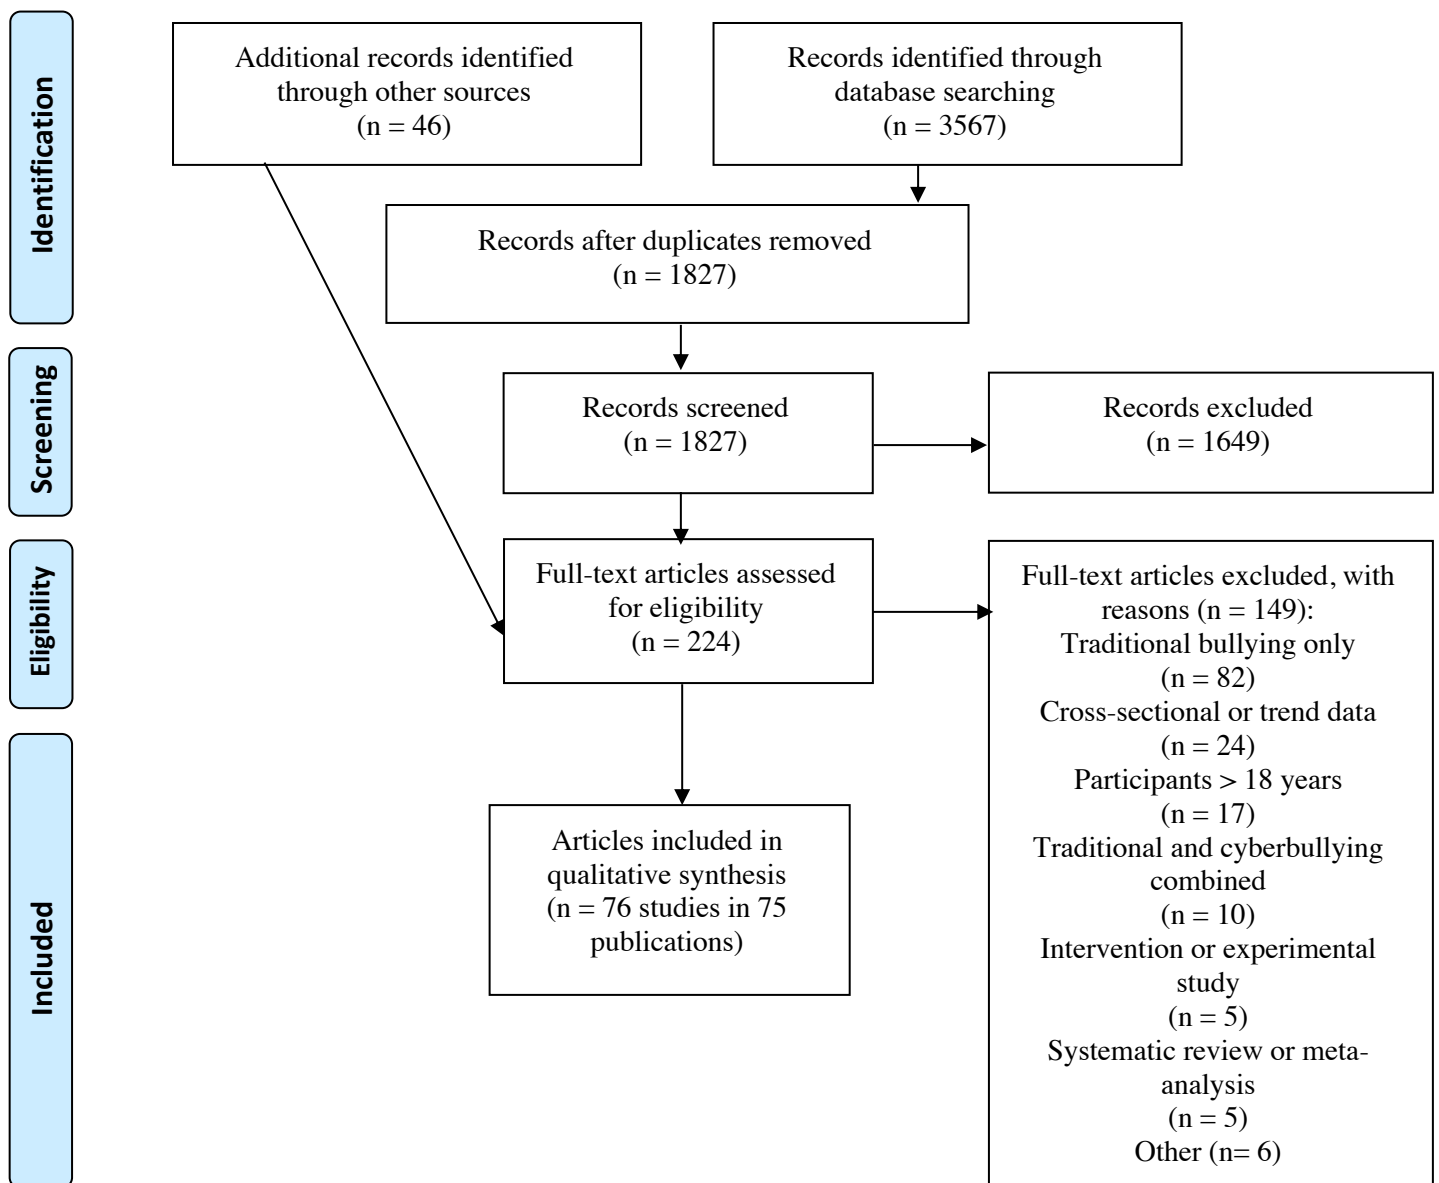 Identification
Additional records identified
through other sources
(n = 46)
Records identified through
database searching
(n = 3567)
Records after duplicates removed
(n = 1827)
Screening
Records screened
(n = 1827)
Records excluded
(n = 1649)
Eligibility
Full-text articles assessed
for eligibility
(n = 224)
Full-text articles excluded, with
reasons (n = 149):
Traditional bullying only
(n = 82)
Cross-sectional or trend data
(n = 24)
Participants > 18 years
(n = 17)
Traditional and cyberbullying
combined
(n = 10)
Intervention or experimental
study
(n = 5)
Systematic review or meta-
analysis
(n = 5)
Other (n= 6)
Included
Articles included in
qualitative synthesis
(n = 76 studies in 75
publications)